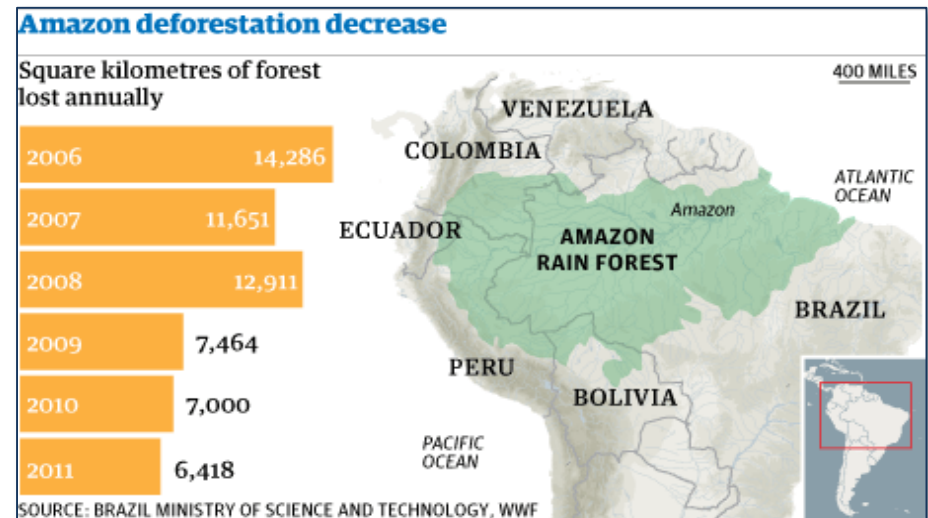 Amazon deforestation decrease
Square kilometres of forest
lost annually
2006 14,286
2007 11,651
2008 12,911
2009 7,464
2010 7,000
2011 6,418
SOURCE: BRAZIL MINISTRY OF SCIENCE AND TECHNOLOGY, WWF
400 MILES
VENEZUELA
COLOMBIA
ATLANTIC
OCEAN
Amazon
ECUADOR
AMAZON
RAIN FOREST
BRAZIL
PERU
BOLIVIA
PACIFIC
OCEAN